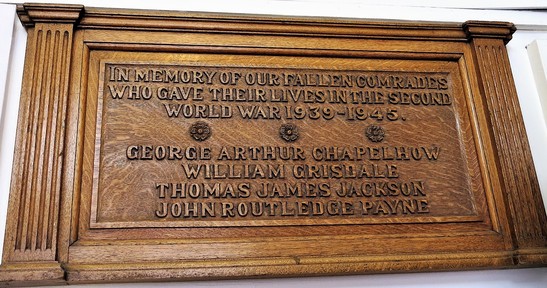 IN MEMORY OF OUR FALLEN COMRADES
WHO GAVE THEIR LIVES IN THE SECOND
WORLD WAR 1939-1945.
GEORGE ARTHUR CHAPELHOW
WILLIAM GRISDALE
THOMAS JAMES JACKSON
JOHN ROUTLEDGE PAYNE